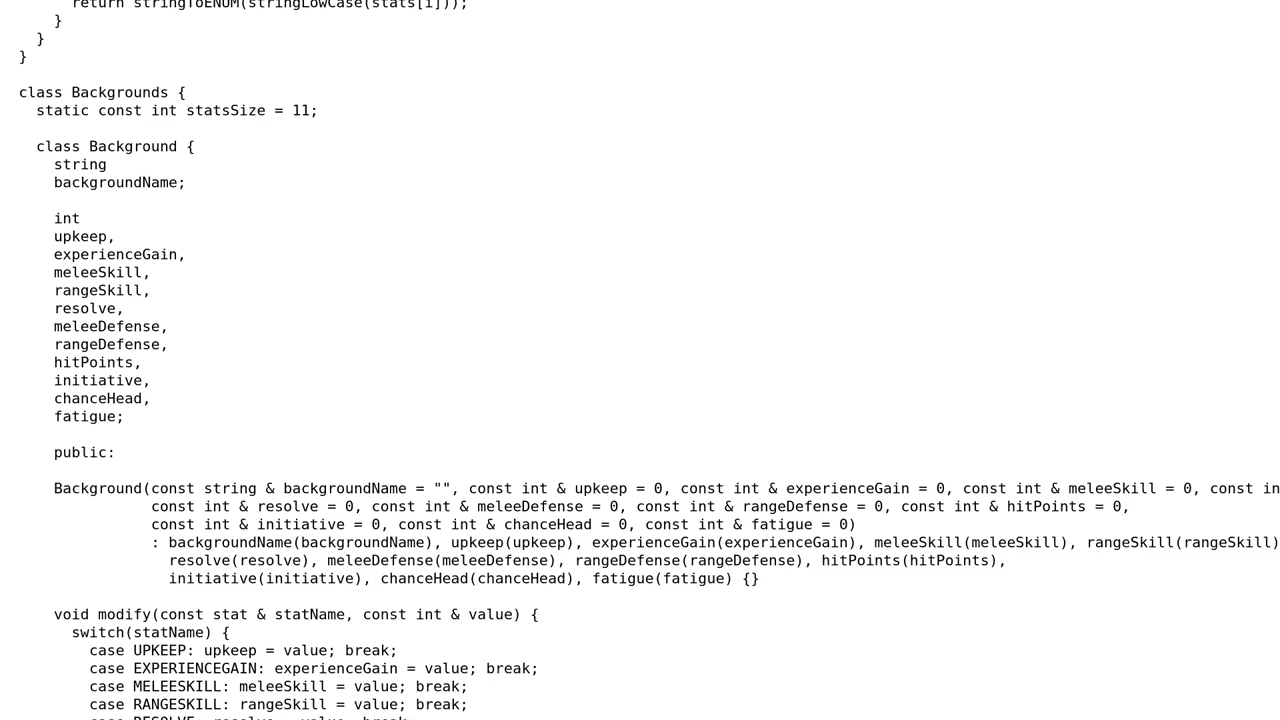 return stringToENUM(stringLowCase(stats[i]));
    }
  }
}

class Backgrounds {
  static const int statsSize = 11;

  class Background {
    string
    backgroundName;

    int
    upkeep,
    experienceGain,
    meleeSkill,
    rangeSkill,
    resolve,
    meleeDefense,
    rangeDefense,
    hitPoints,
    initiative,
    chanceHead,
    fatigue;

    public:

    Background(const string & backgroundName = "", const int & upkeep = 0, const int & experienceGain = 0, const int & meleeSkill = 0, const in
               const int & resolve = 0, const int & meleeDefense = 0, const int & rangeDefense = 0, const int & hitPoints = 0,
               const int & initiative = 0, const int & chanceHead = 0, const int & fatigue = 0)
               : backgroundName(backgroundName), upkeep(upkeep), experienceGain(experienceGain), meleeSkill(meleeSkill), rangeSkill(rangeSkill)
                 resolve(resolve), meleeDefense(meleeDefense), rangeDefense(rangeDefense), hitPoints(hitPoints),
                 initiative(initiative), chanceHead(chanceHead), fatigue(fatigue) {}

    void modify(const stat & statName, const int & value) {
      switch(statName) {
        case UPKEEP: upkeep = value; break;
        case EXPERIENCEGAIN: experienceGain = value; break;
        case MELEESKILL: meleeSkill = value; break;
        case RANGESKILL: rangeSkill = value; break;
        case RESOLVE: resolve = value; break;